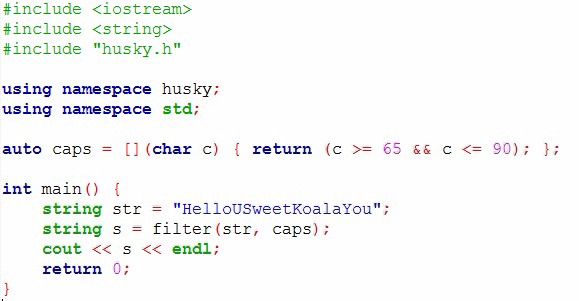 #include <iostream>
#include <string>
#include "husky.h"
using namespace husky;
using namespace std;
auto caps = [](char c) { return (c >= 65 && c <= 90); };
int main() {
    string str = "HelloUSweetKoalaYou";
    string s = filter(str, caps);
    cout << s << endl;
    return 0;
}